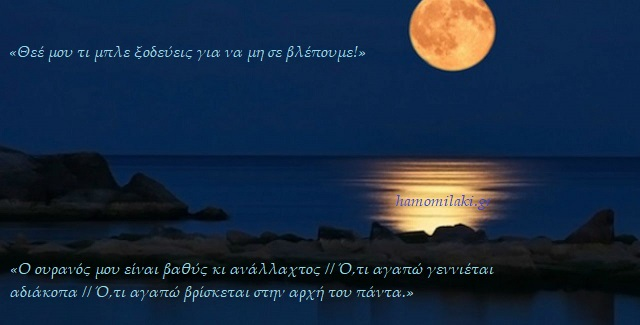 «Θεέ μου τι μπλε ξοδεύεις για να μη σε βλέπουμε!»
hamomilaki.g
«Ο ουρανός μου είναι βαθύς κι ανάλλαχτος // Ό,τι αγαπώ γεννιέται
αδιάκοπα // Ό,τι αγαπώ βρίσκεται στην αρχή του πάντα.»